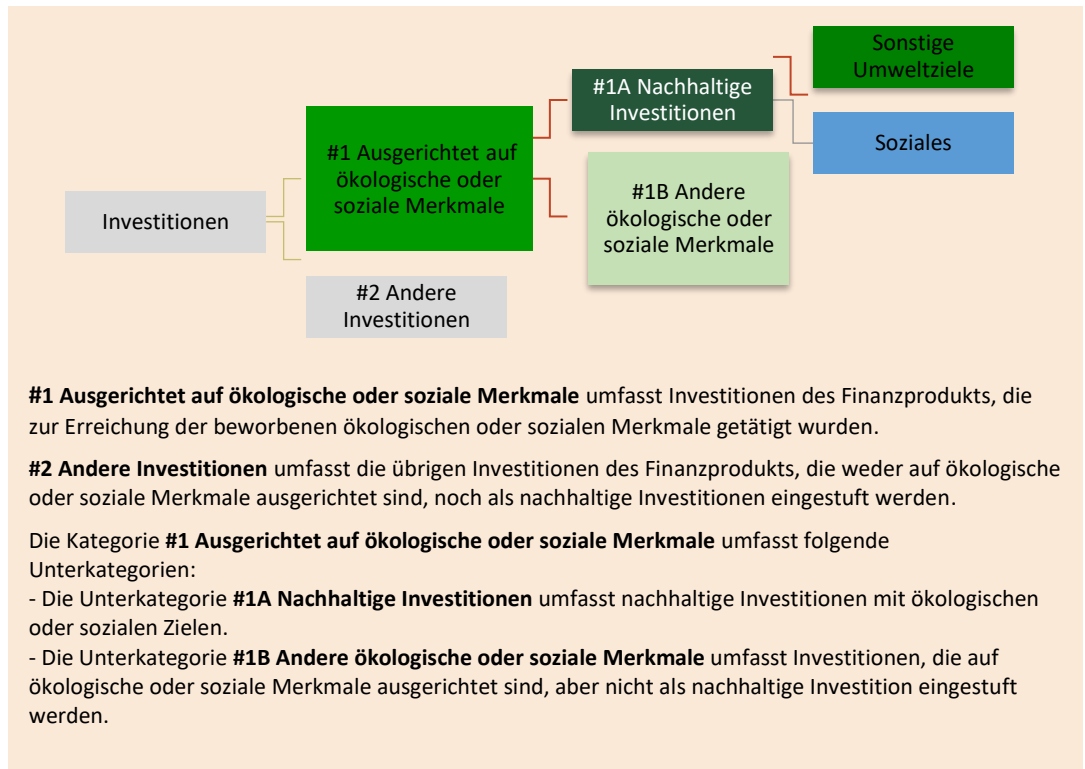 Sonstige
Umweltziele
#1A Nachhaltige
Investitionen
Soziales
#1 Ausgerichtet auf
ökologische oder
soziale Merkmale
#1B Andere
ökologische oder
soziale Merkmale
Investitionen
#2 Andere
Investitionen
#1 Ausgerichtet auf ökologische oder soziale Merkmale umfasst Investitionen des Finanzprodukts, die
zur Erreichung der beworbenen ökologischen oder sozialen Merkmale getätigt wurden.
#2 Andere Investitionen umfasst die übrigen Investitionen des Finanzprodukts, die weder auf ökologische
oder soziale Merkmale ausgerichtet sind, noch als nachhaltige Investitionen eingestuft werden.
Die Kategorie #1 Ausgerichtet auf ökologische oder soziale Merkmale umfasst folgende
Unterkategorien:
- Die Unterkategorie #1A Nachhaltige Investitionen umfasst nachhaltige Investitionen mit ökologischen
oder sozialen Zielen.
- Die Unterkategorie #1B Andere ökologische oder soziale Merkmale umfasst Investitionen, die auf
ökologische oder soziale Merkmale ausgerichtet sind, aber nicht als nachhaltige Investition eingestuft
werden.